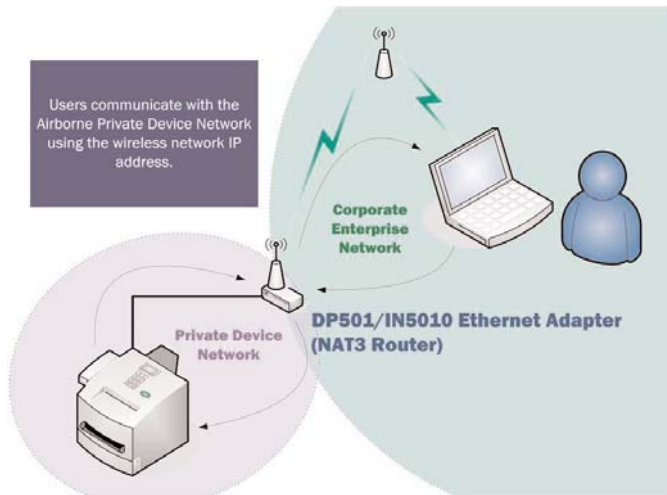 Users communicate with the
Airborne Private Device Network
using the wireless network IP
address.
Corporate
Enterprise
Network
DP501/IN5010 Ethernet Adapter
(NAT3 Router)
Private Device
Network